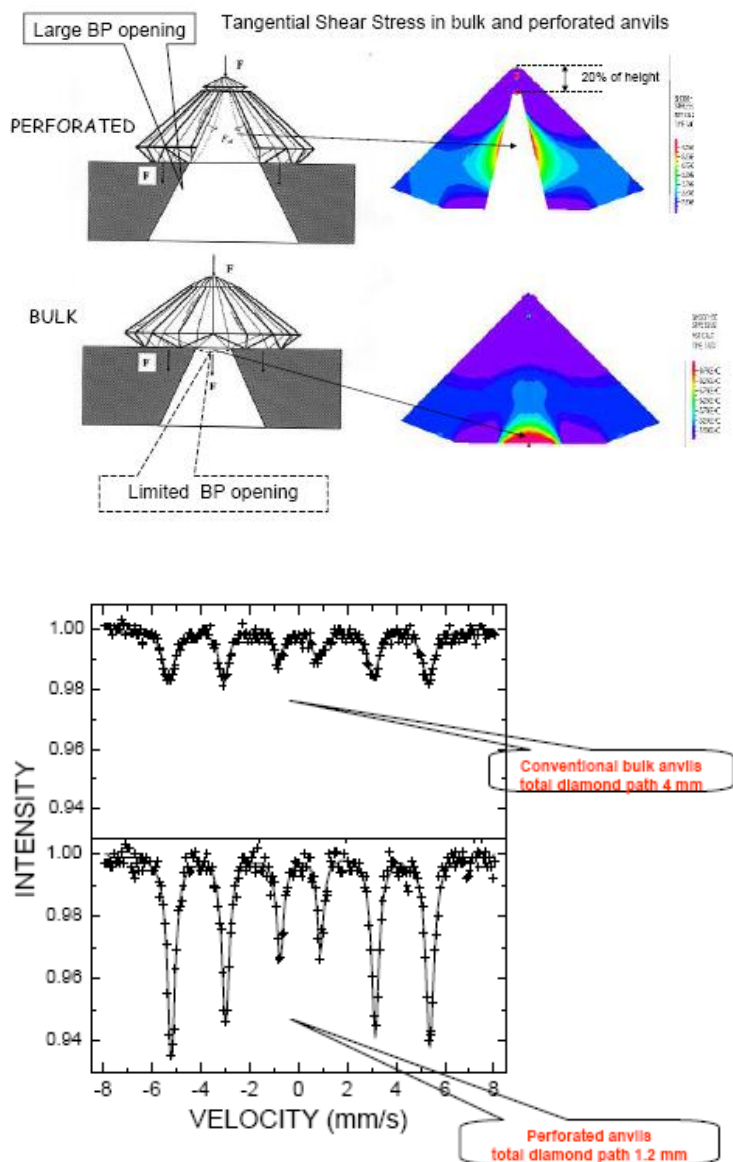 Large BP opening
Tangential Shear Stress in bulk and perforated anvils
F
20% of height
PERFORATED
F
F
BULK
F
F
Limited BP opening
1.00
0.98
0.96
0.94
Conventional bulk anvils
total diamond path 4 mm
INTENSITY
1.00
0.98
0.96
0.94
-8 -6 -4 -2 0 2 4 6 8
VELOCITY (mm/s)
Perforated anvils
total diamond path 1.2 mm